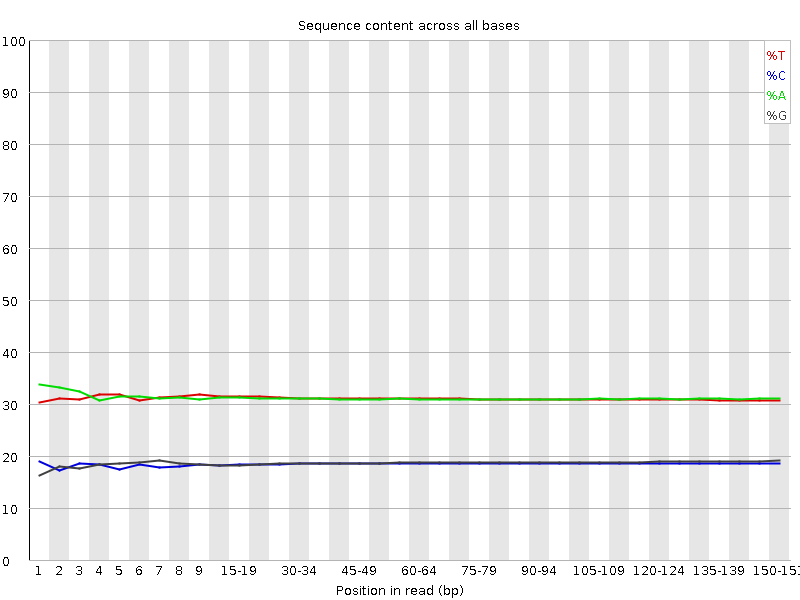 Sequence content across all bases
100
90
80
70
60
50
40
30
20
10
0
%T
%C
%A
%G
1 2 3 4 5 6 7 8 9 15-19 30-34 45-49 60-64 75-79 90-94 105-109 120-124 135-139 150-151
Position in read (bp)